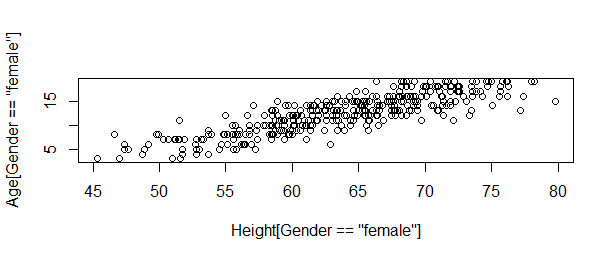 Age[Gender == "female"]
15
5
45 50 55 60 65 70 75 80
Height[Gender == "female"]